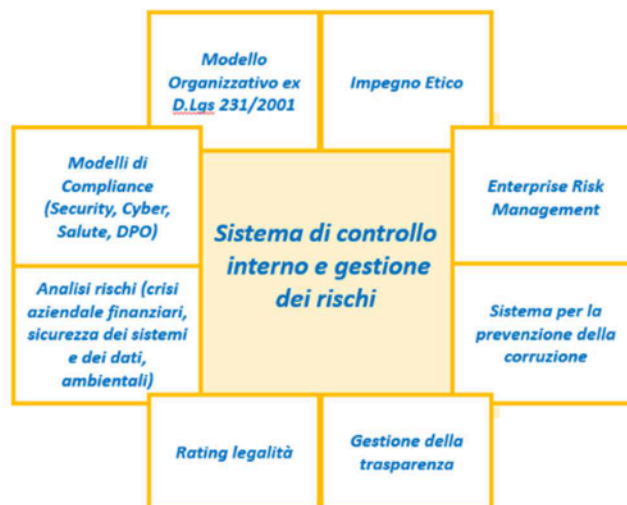 Modello
Organizzativo ex
D.Lgs 231/2001
Impegno Etico
Modelli di
Compliance
(Security, Cyber,
Salute, DPO)
Enterprise Risk
Management
Sistema di controllo
interno e gestione
dei rischi
Analisi rischi (crisi
aziendale finanziari,
sicurezza dei sistemi
e dei dati,
ambientali)
Sistema per la
prevenzione della
corruzione
Rating legalità
Gestione della
trasparenza